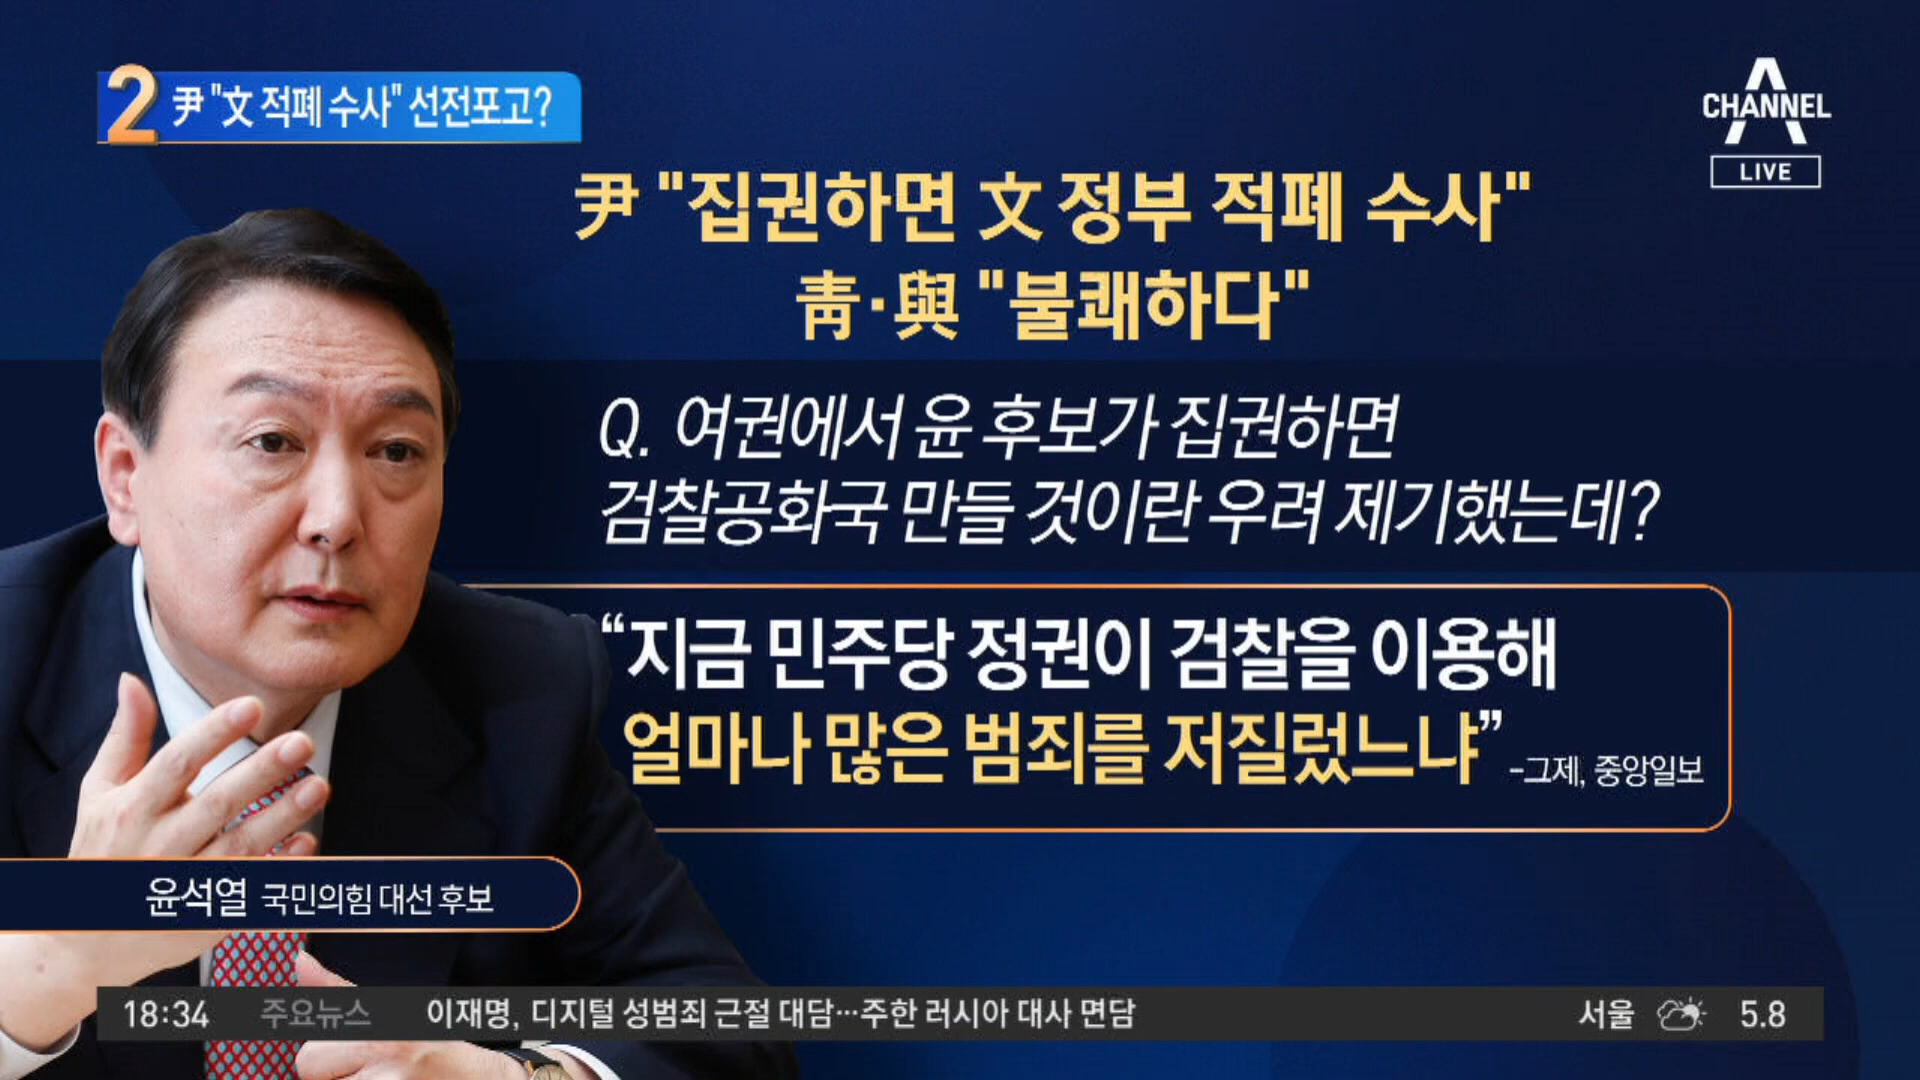 2 尹 "文 적폐 수사" 선전포고?
CHANNEL A
LIVE
尹 "집권하면 文 정부 적폐 수사"
靑·與 "불쾌하다"
Q. 여권에서 윤 후보가 집권하면
검찰공화국 만들 것이란 우려 제기했는데?
“지금 민주당 정권이 검찰을 이용해
얼마나 많은 범죄를 저질렀느냐” -그제, 중앙일보
윤석열 국민의힘 대선 후보
18:34 주요뉴스 이재명, 디지털 성범죄 근절 대담…주한 러시아 대사 면담 서울 5.8